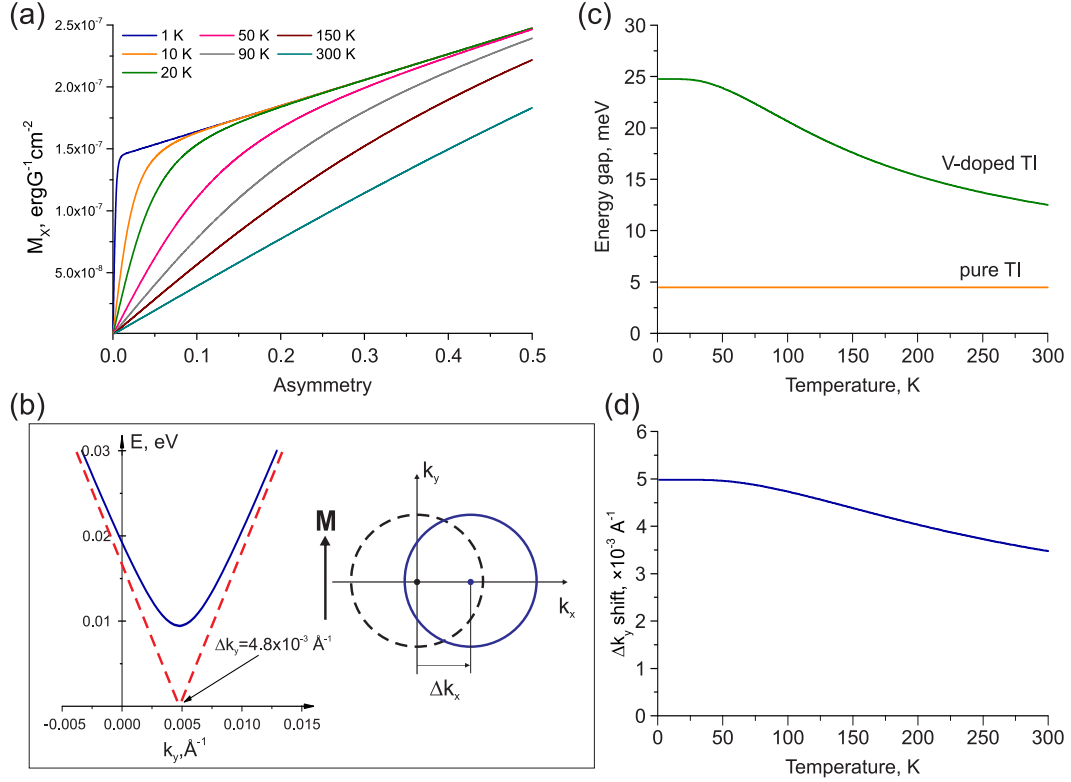 (a)
2.5x10⁻⁷
2.0x10⁻⁷
1.5x10⁻⁷
1.0x10⁻⁷
5.0x10⁻⁸
Mₓ, ergG⁻¹cm⁻²
1 K 50 K 150 K
10 K 90 K 300 K
20 K
0.0 0.1 0.2 0.3 0.4 0.5
Asymmetry
(c)
30
25
20
15
10
5
0
Energy gap, meV
V-doped TI
pure TI
0 50 100 150 200 250 300
Temperature, K
(b)
E, eV
0.03
0.02
0.01
Δk_y=4.8x10⁻³ Å⁻¹
-0.005 0.000 0.005 0.010 0.015
k_y,Å⁻¹
M
k_y
kₓ
Δkₓ
(d)
6
5
4
3
2
1
0
Δk_y shift, ×10⁻³ Å⁻¹
0 50 100 150 200 250 300
Temperature, K